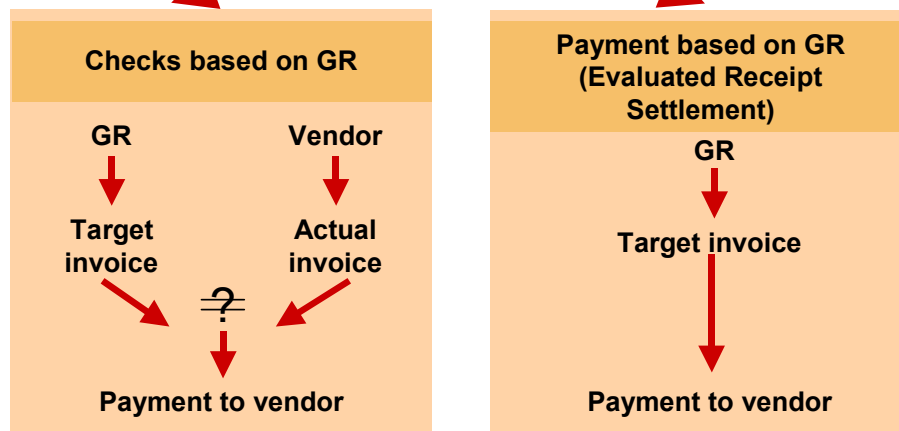 Checks based on GR
GR
Vendor
Target
invoice
Actual
invoice
?
Payment to vendor
Payment based on GR
(Evaluated Receipt
Settlement)
GR
Target invoice
Payment to vendor